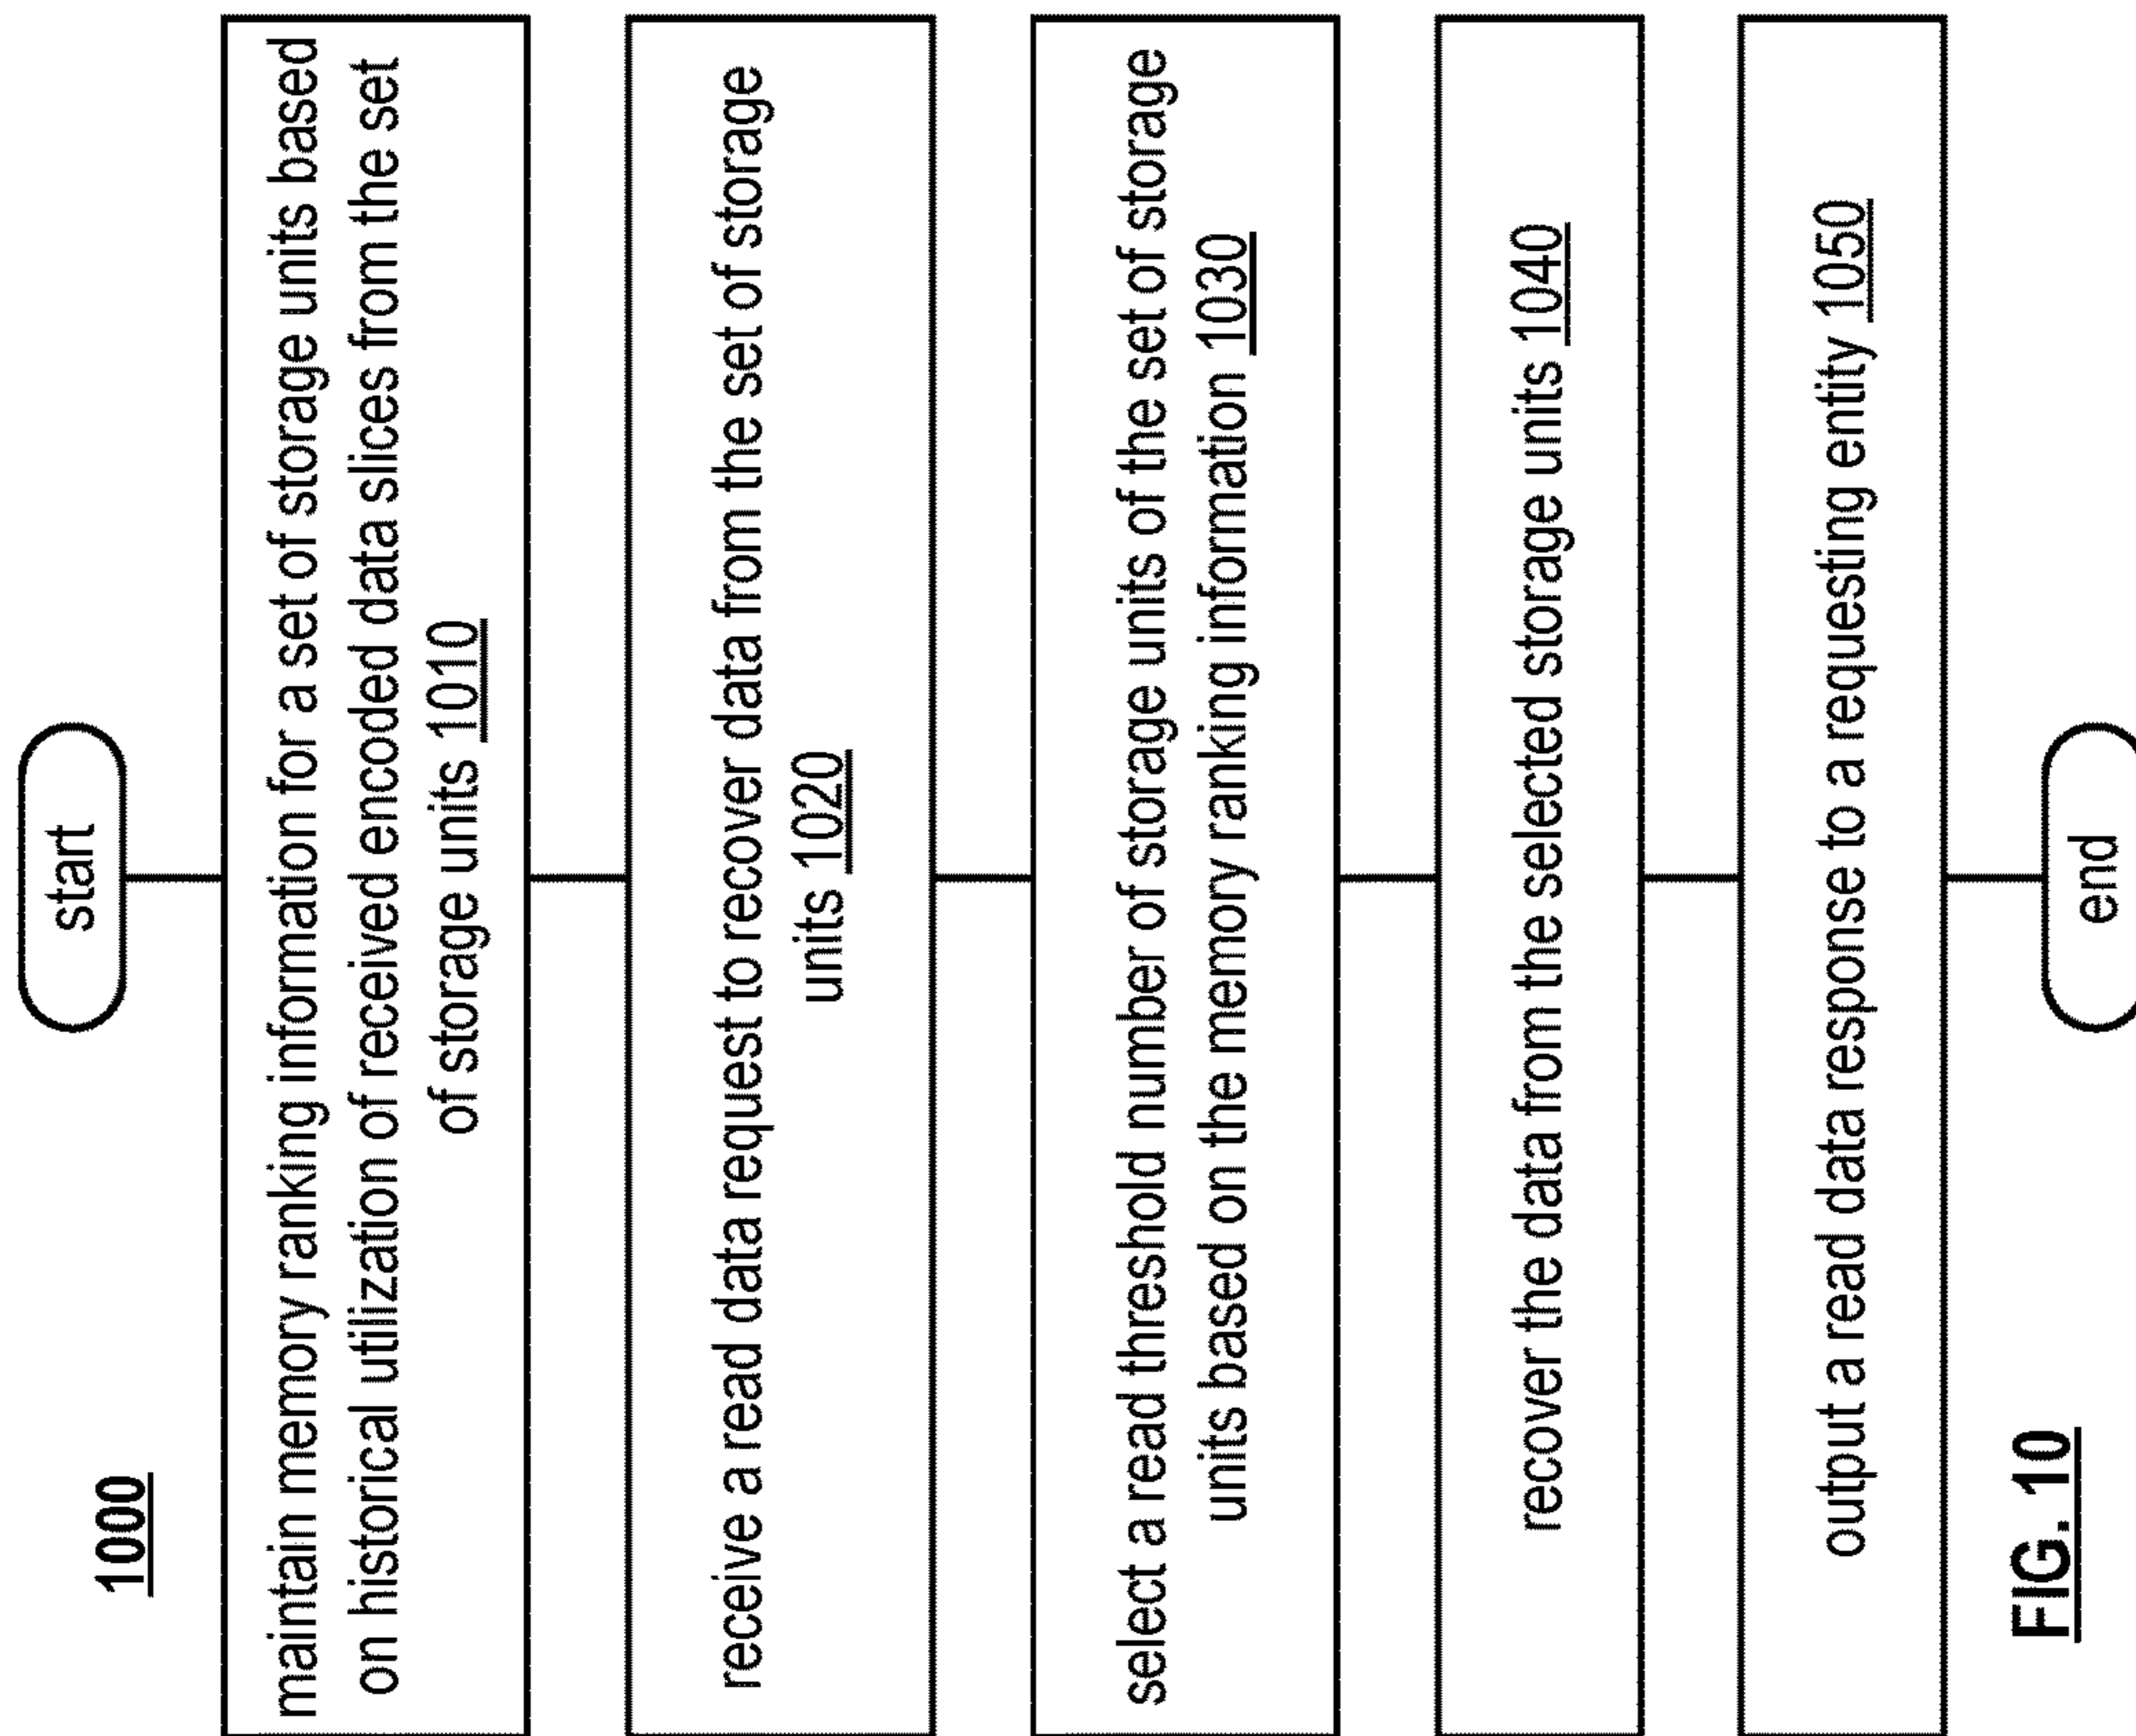 1000
start
maintain memory ranking information for a set of storage units based
on historical utilization of received encoded data slices from the set
of storage units 1010
receive a read data request to recover data from the set of storage
units 1020
select a read threshold number of storage units of the set of storage
units based on the memory ranking information 1030
recover the data from the selected storage units 1040
output a read data response to a requesting entity 1050
end
FIG. 10